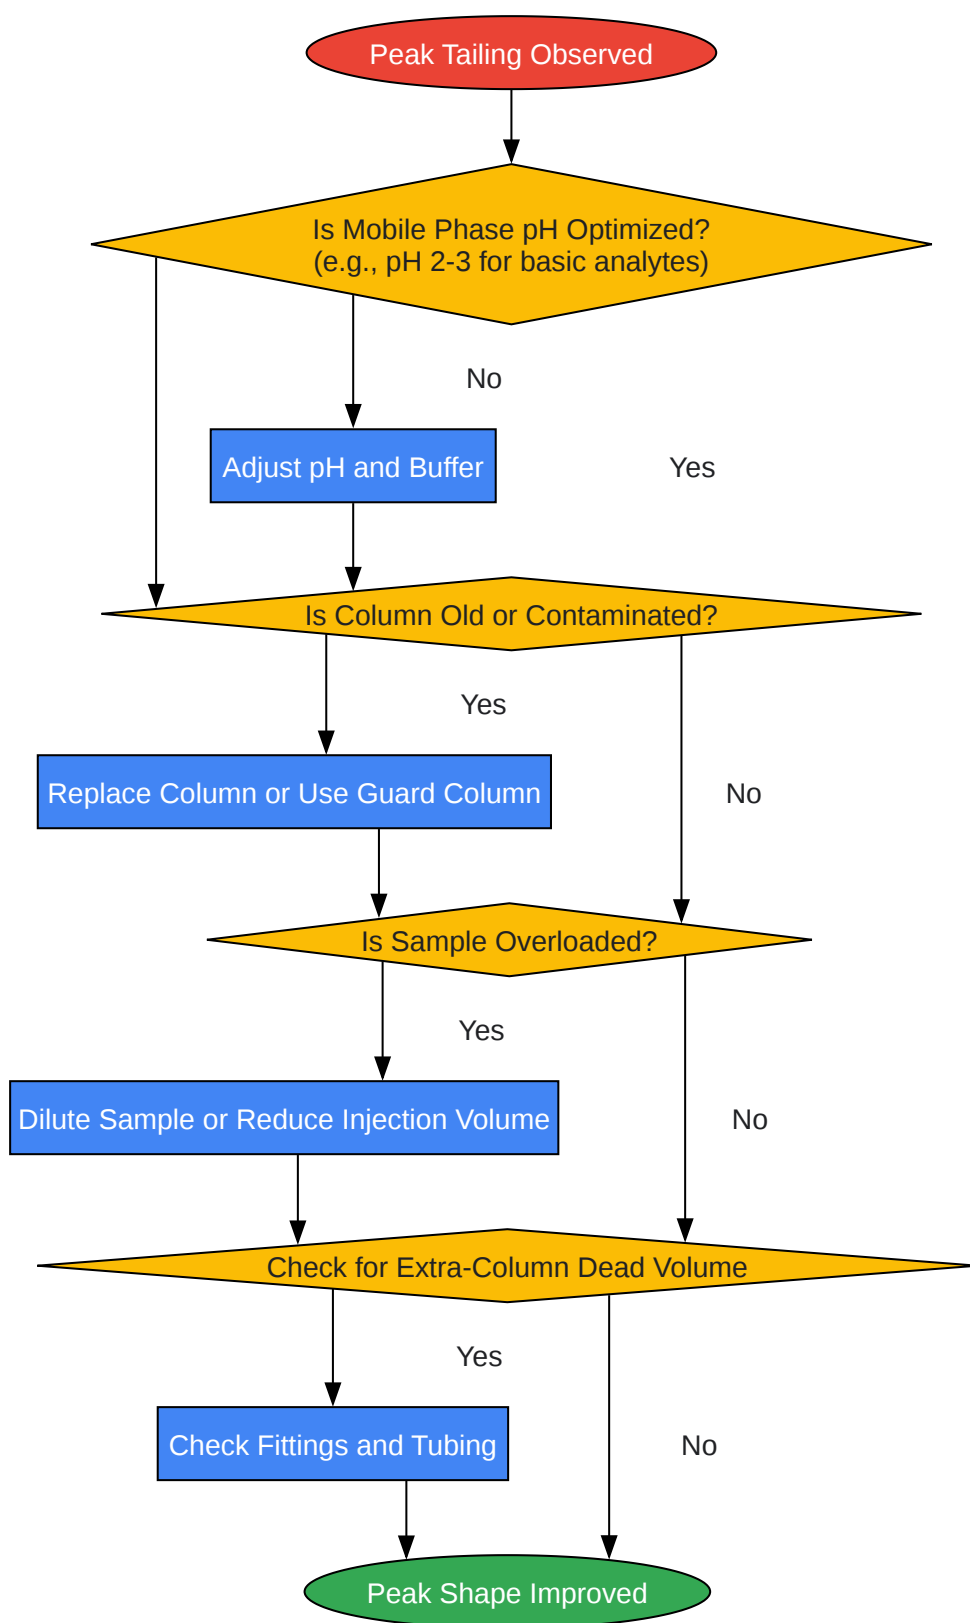 Peak Tailing Observed
Is Mobile Phase pH Optimized?
(e.g., pH 2-3 for basic analytes)
No
Adjust pH and Buffer
Yes
Is Column Old or Contaminated?
Yes
Replace Column or Use Guard Column
No
Is Sample Overloaded?
Yes
Dilute Sample or Reduce Injection Volume
No
Check for Extra-Column Dead Volume
Yes
Check Fittings and Tubing
No
Peak Shape Improved